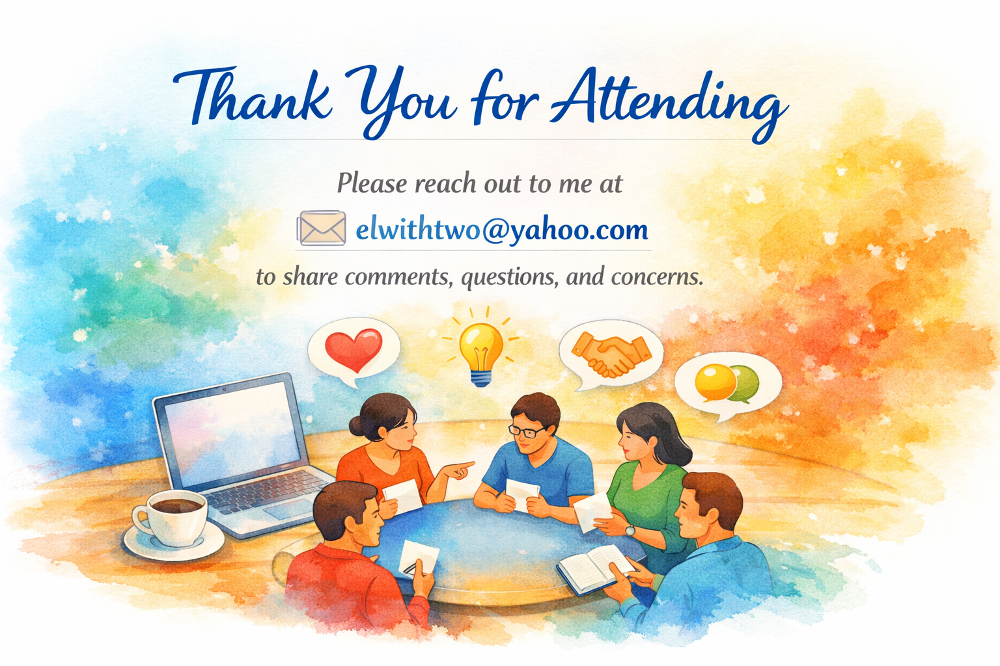 Thank You for Attending
Please reach out to me at
elwithtwo@yahoo.com
to share comments, questions, and concerns.